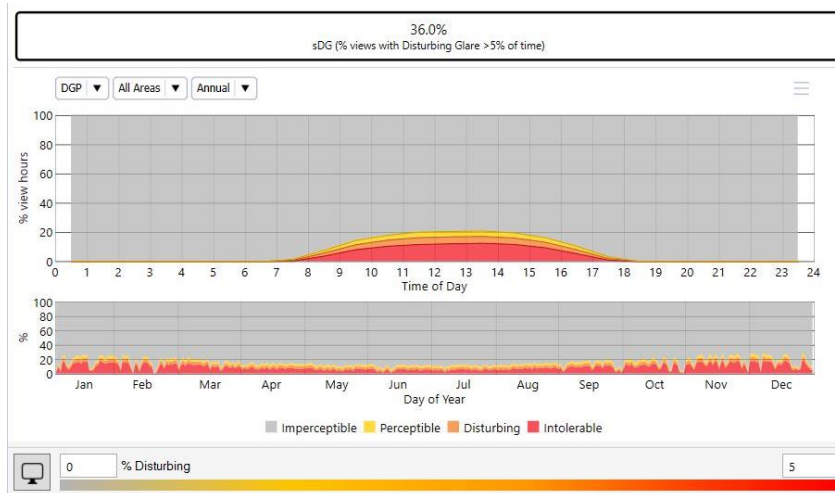 36.0%
sDG (% views with Disturbing Glare >5% of time)
DGP ▼ All Areas ▼ Annual ▼
100
80
60
40
20
0
% view hours
0 1 2 3 4 5 6 7 8 9 10 11 12 13 14 15 16 17 18 19 20 21 22 23 24
Time of Day
100
80
60
40
20
0
%
Jan Feb Mar Apr May Jun Jul Aug Sep Oct Nov Dec
Day of Year
Imperceptible Perceptible Disturbing Intolerable
0 % Disturbing 5